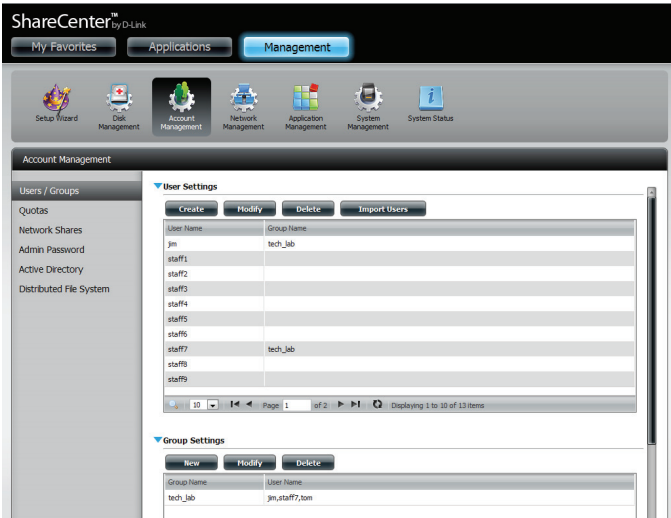 ShareCenter™ by D-Link
My Favorites Applications Management
Setup Wizard Disk Management Account Management Network Management Application Management System Management System Status
Account Management
Users / Groups
Quotas
Network Shares
Admin Password
Active Directory
Distributed File System
User Settings
Create Modify Delete Import Users
User Name Group Name
jim tech_lab
staff1
staff2
staff3
staff4
staff5
staff6
staff7 tech_lab
staff8
staff9
10 Page 1 of 2 Displaying 1 to 10 of 13 items
Group Settings
New Modify Delete
Group Name User Name
tech_lab jim,staff7,tom